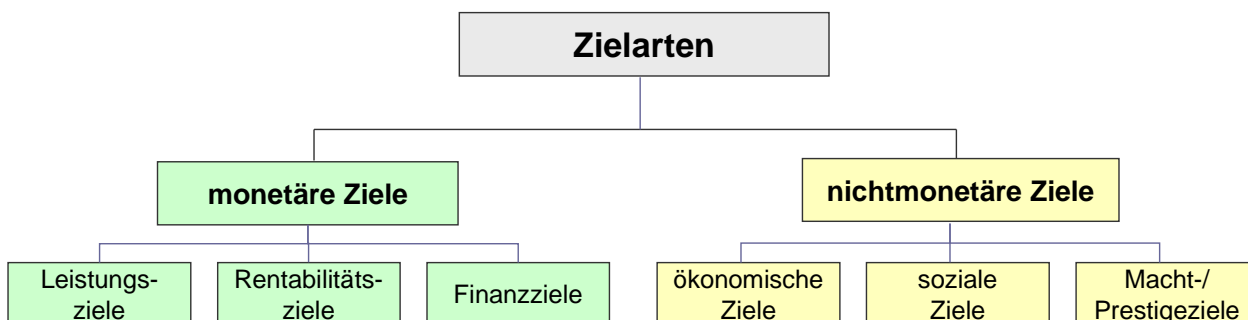 Zielarten
monetäre Ziele
nichtmonetäre Ziele
Leistungs-
ziele
Rentabilitäts-
ziele
Finanzziele
ökonomische
Ziele
soziale
Ziele
Macht-/
Prestigeziele